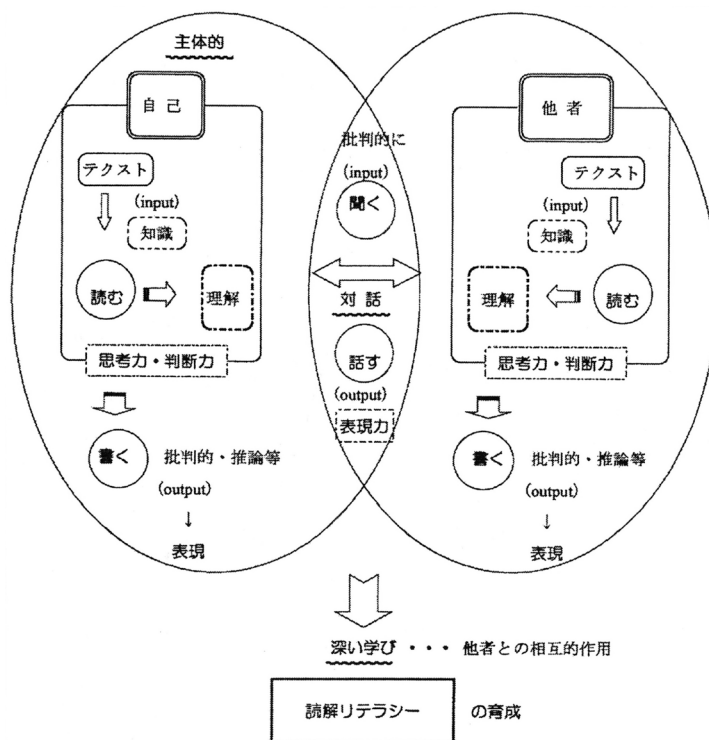 主体的
自己
テクスト
(input)
知識
読む
理解
思考力・判断力
書く
批判的・推論等
(output)
↓
表現
批判的に
(input)
聞く
対話
話す
(output)
表現力
他者
テクスト
(input)
知識
理解
読む
思考力・判断力
書く
批判的・推論等
(output)
↓
表現
深い学び・・・他者との相互的作用
読解リテラシー の育成